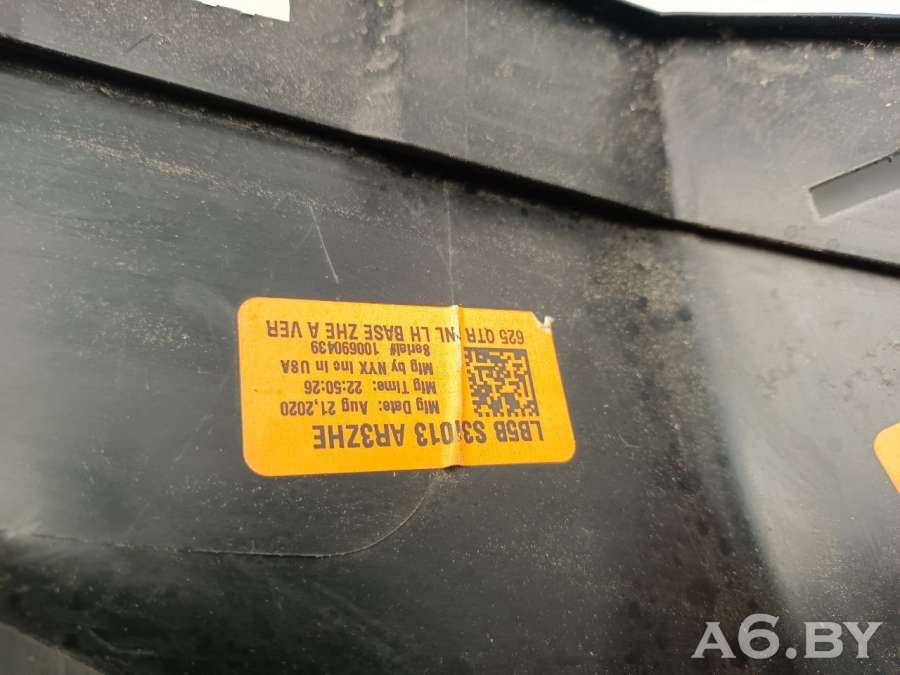 LB5B S31013 AR3ZHE
Mfg Date: Aug 21,2020
Mfg Time: 22:50:26
Mfg by NYX Inc In USA
Serial# 100690439
625 QTR NL LH BASE ZHE A VER
A6.BY